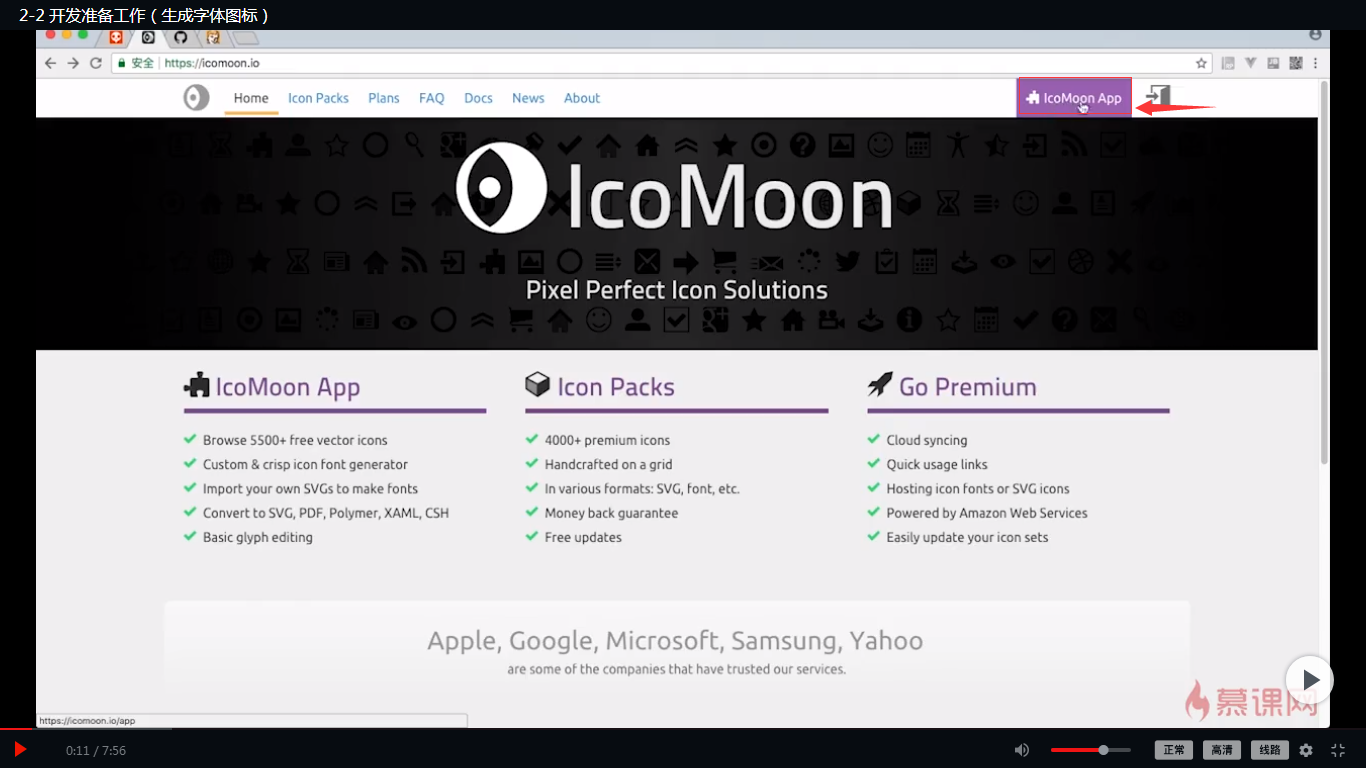 2-2 开发准备工作（生成字体图标）
安全 https://icomoon.io
Home Icon Packs Plans FAQ Docs News About IcoMoon App
IcoMoon
Pixel Perfect Icon Solutions
IcoMoon App
Browse 5500+ free vector icons
Custom & crisp icon font generator
Import your own SVGs to make fonts
Convert to SVG, PDF, Polymer, XAML, CSH
Basic glyph editing
Icon Packs
4000+ premium icons
Handcrafted on a grid
In various formats: SVG, font, etc.
Money back guarantee
Free updates
Go Premium
Cloud syncing
Quick usage links
Hosting icon fonts or SVG icons
Powered by Amazon Web Services
Easily update your icon sets
Apple, Google, Microsoft, Samsung, Yahoo
are some of the companies that have trusted our services.
慕课网
https://icomoon.io/app
0:11 / 7:56 正常 高清 线路